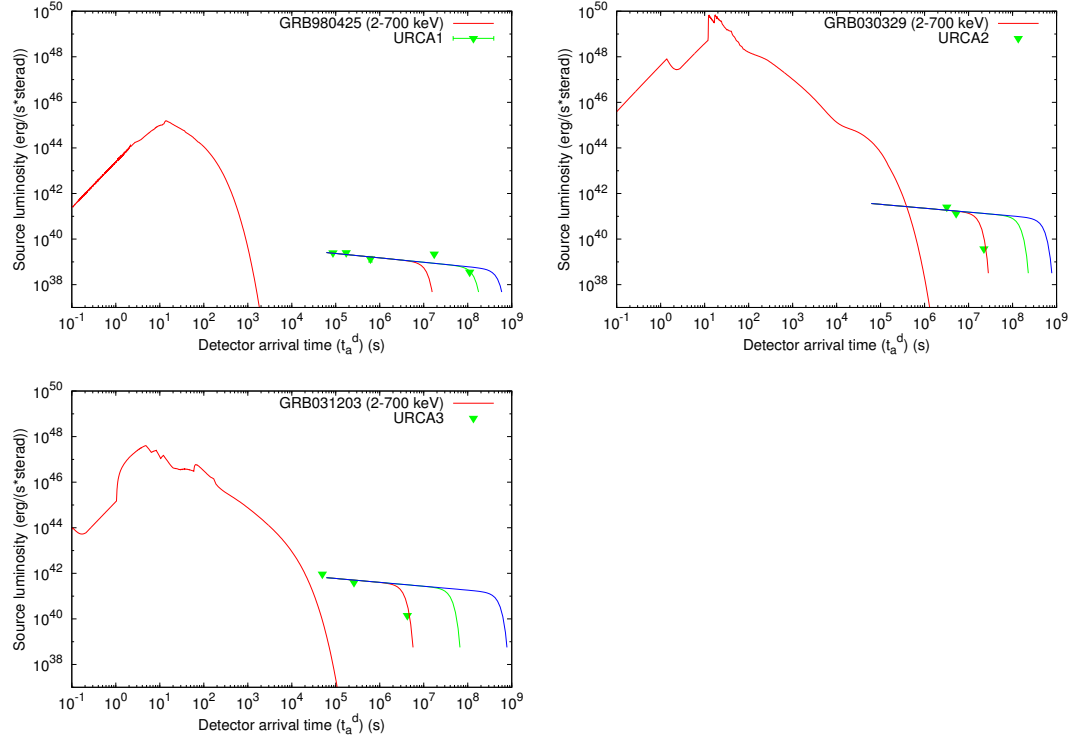 GRB980425 (2-700 keV)
URCA1
Source luminosity (erg/(s*sterad))
10^50
10^48
10^46
10^44
10^42
10^40
10^38
10^-1 10^0 10^1 10^2 10^3 10^4 10^5 10^6 10^7 10^8 10^9
Detector arrival time (t_a^d) (s)
GRB030329 (2-700 keV)
URCA2
Source luminosity (erg/(s*sterad))
10^50
10^48
10^46
10^44
10^42
10^40
10^38
10^-1 10^0 10^1 10^2 10^3 10^4 10^5 10^6 10^7 10^8 10^9
Detector arrival time (t_a^d) (s)
GRB031203 (2-700 keV)
URCA3
Source luminosity (erg/(s*sterad))
10^50
10^48
10^46
10^44
10^42
10^40
10^38
10^-1 10^0 10^1 10^2 10^3 10^4 10^5 10^6 10^7 10^8 10^9
Detector arrival time (t_a^d) (s)